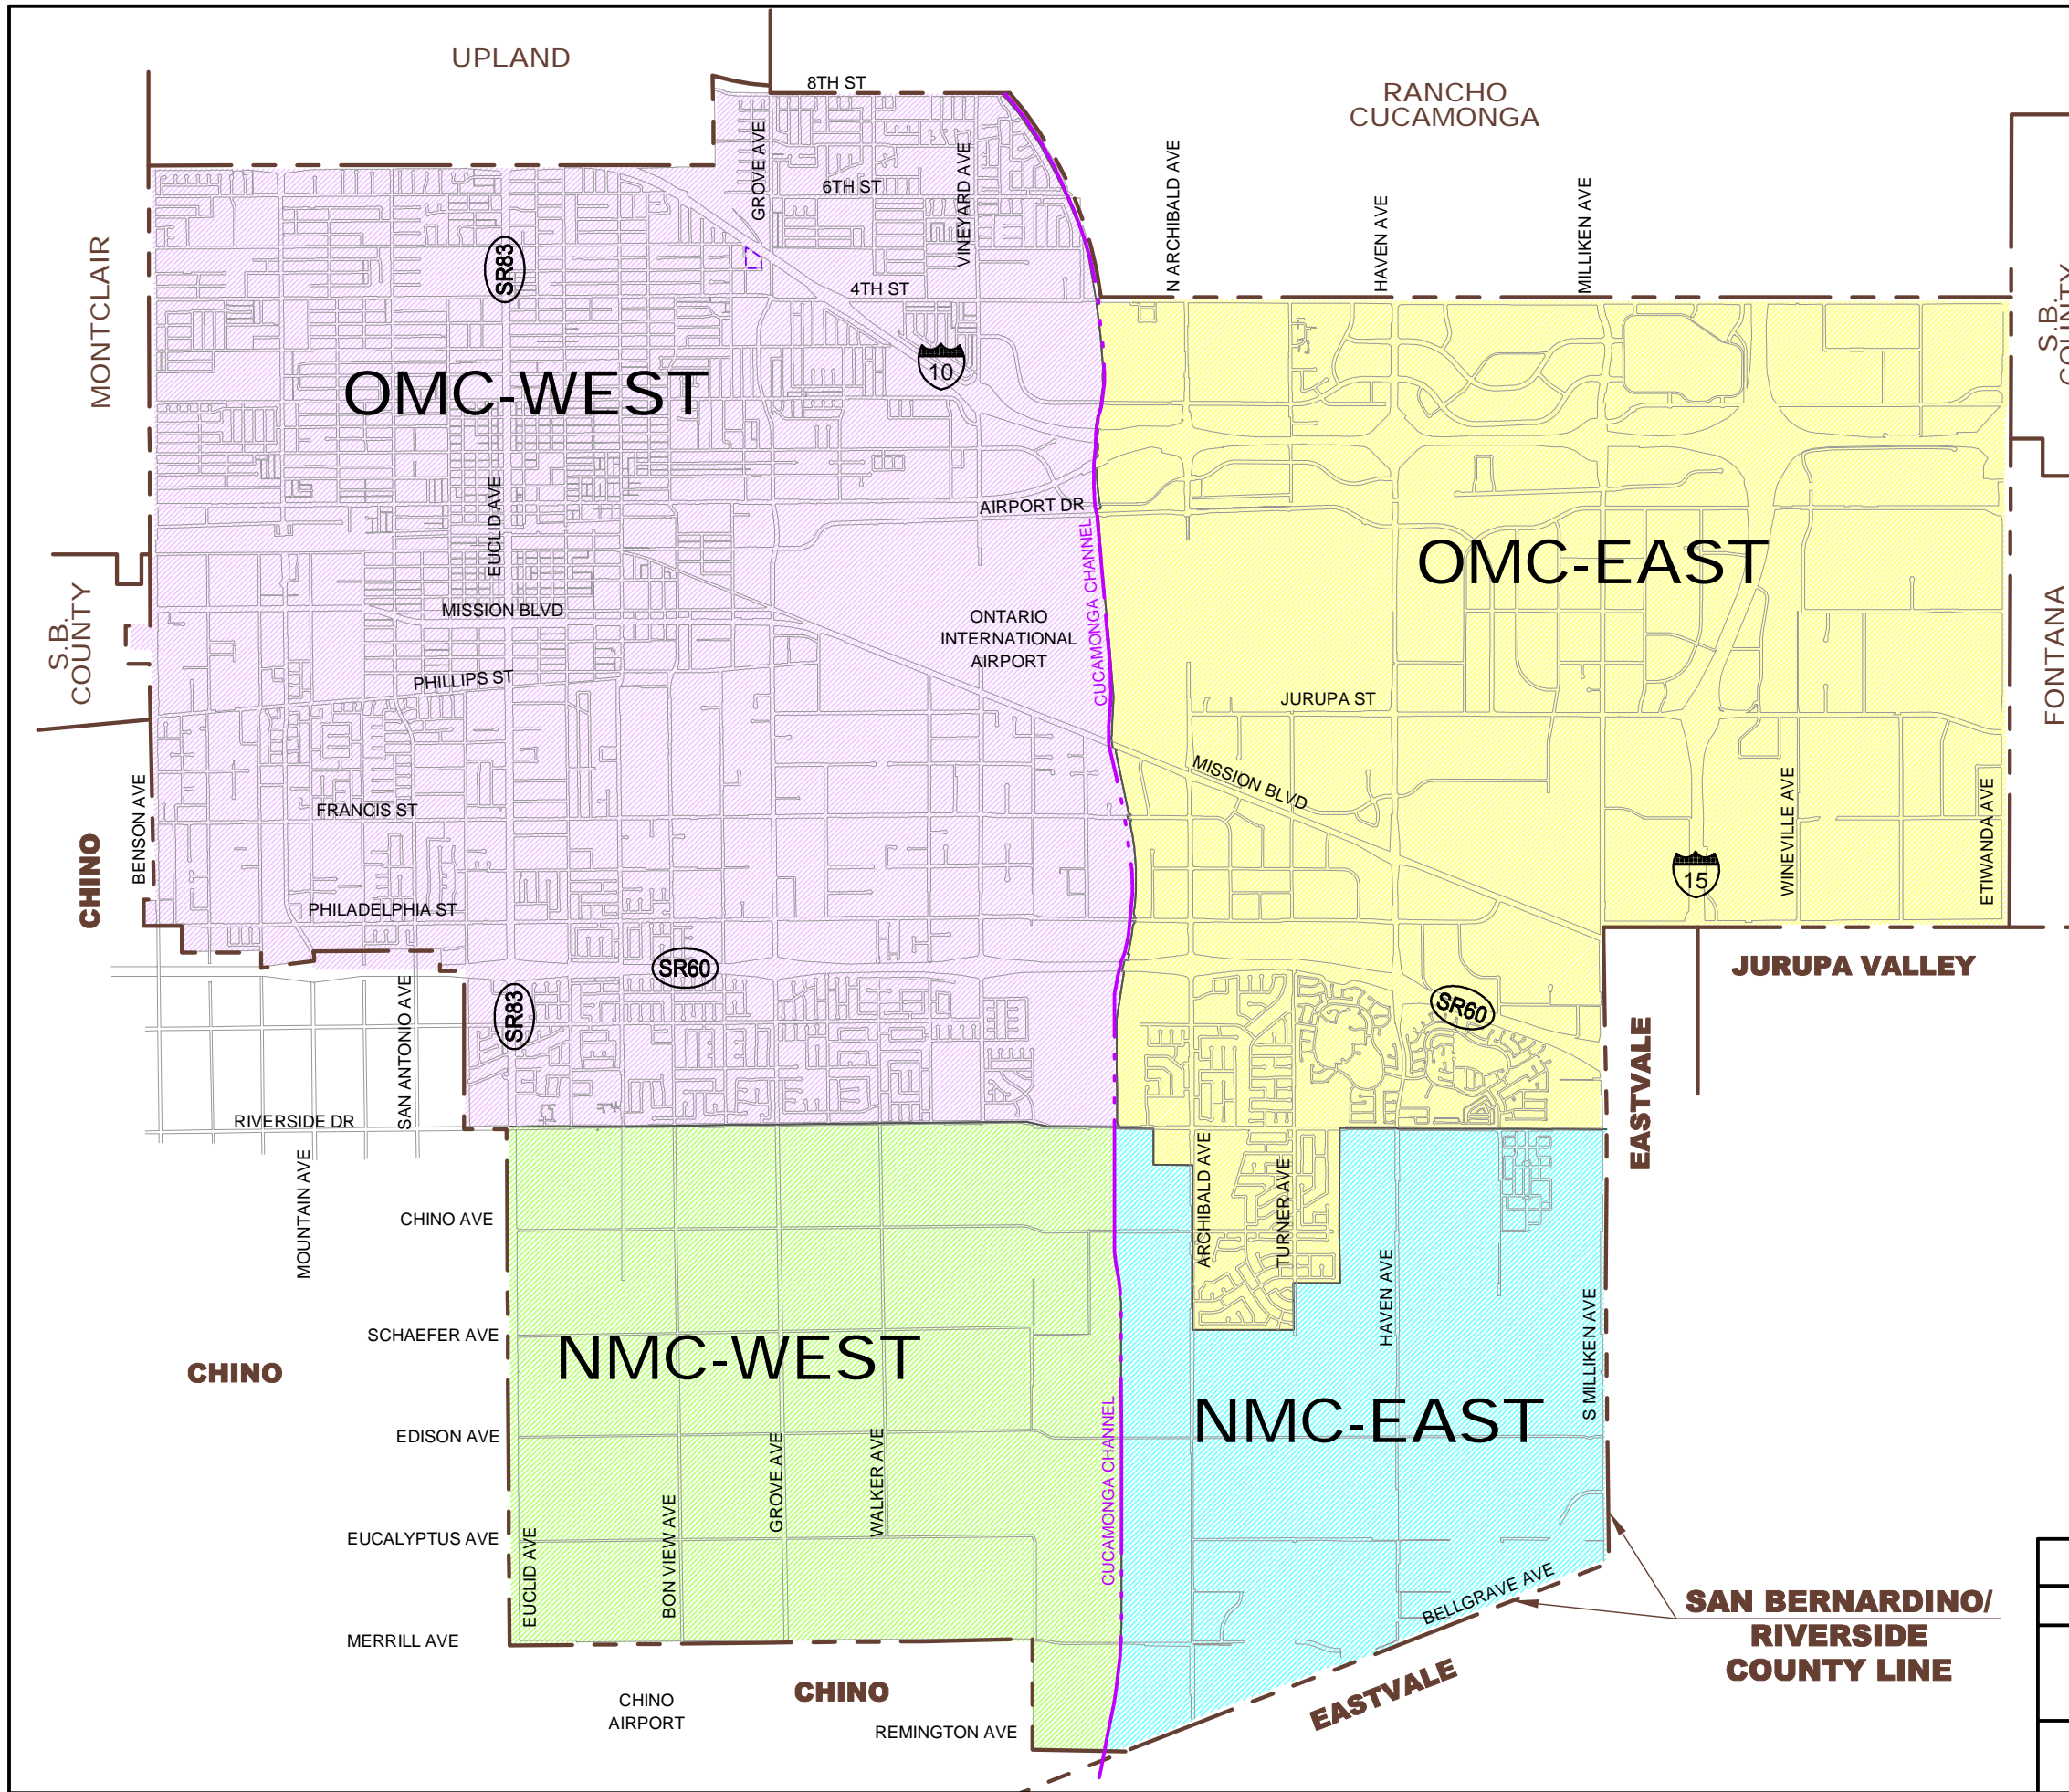 UPLAND
8TH ST
RANCHO
CUCAMONGA
GROVE AVE
VINEYARD AVE
N ARCHIBALD AVE
HAVEN AVE
MILLIKEN AVE
6TH ST
MONTCLAIR
SR83
4TH ST
S.B.
COUNTY
10
OMC-WEST
EUCLID AVE
AIRPORT DR
CUCAMONGA CHANNEL
OMC-EAST
S.B.
COUNTY
MISSION BLVD
ONTARIO
INTERNATIONAL
AIRPORT
FONTANA
PHILLIPS ST
JURUPA ST
MISSION BLVD
BENSON AVE
FRANCIS ST
WINEVILLE AVE
ETIWANDA AVE
CHINO
15
PHILADELPHIA ST
SR60
JURUPA VALLEY
SAN ANTONIO AVE
SR83
SR60
EASTVALE
RIVERSIDE DR
MOUNTAIN AVE
ARCHIBALD AVE
TURNER AVE
CHINO AVE
HAVEN AVE
S MILLIKEN AVE
SCHAEFER AVE
NMC-WEST
CHINO
NMC-EAST
EDISON AVE
GROVE AVE
WALKER AVE
CUCAMONGA CHANNEL
BON VIEW AVE
EUCALYPTUS AVE
EUCLID AVE
BELLGRAVE AVE
SAN BERNARDINO/
RIVERSIDE
COUNTY LINE
MERRILL AVE
CHINO
EASTVALE
CHINO
AIRPORT
REMINGTON AVE